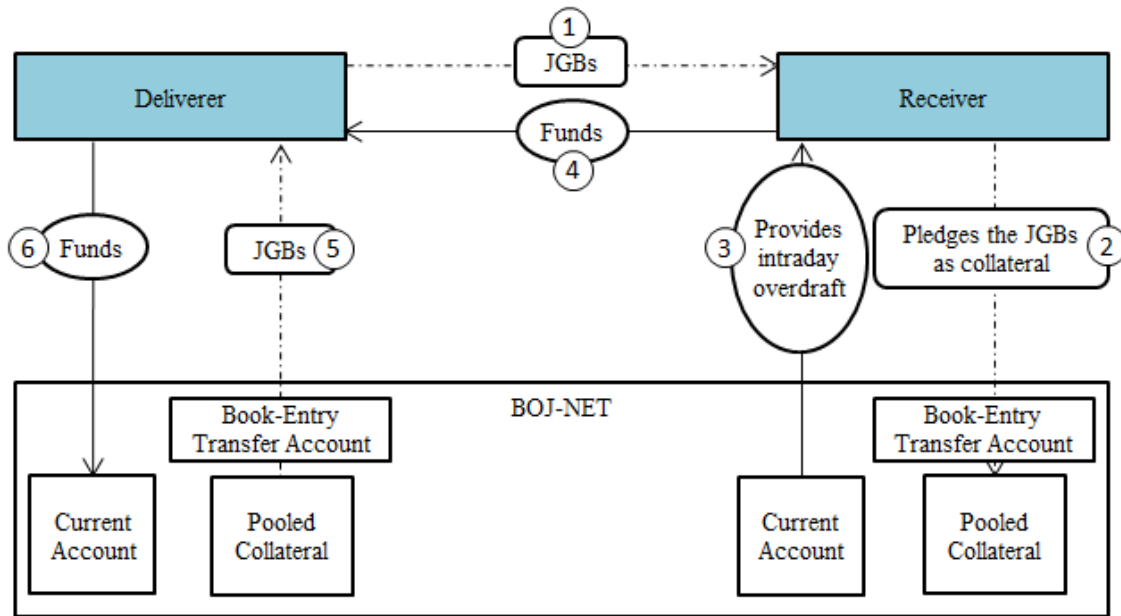 1
JGBs
Deliverer
Receiver
Funds
4
6
Funds
JGBs
5
3
Provides
intraday
overdraft
Pledges the JGBs
as collateral
2
BOJ-NET
Book-Entry
Transfer Account
Book-Entry
Transfer Account
Current
Account
Pooled
Collateral
Current
Account
Pooled
Collateral